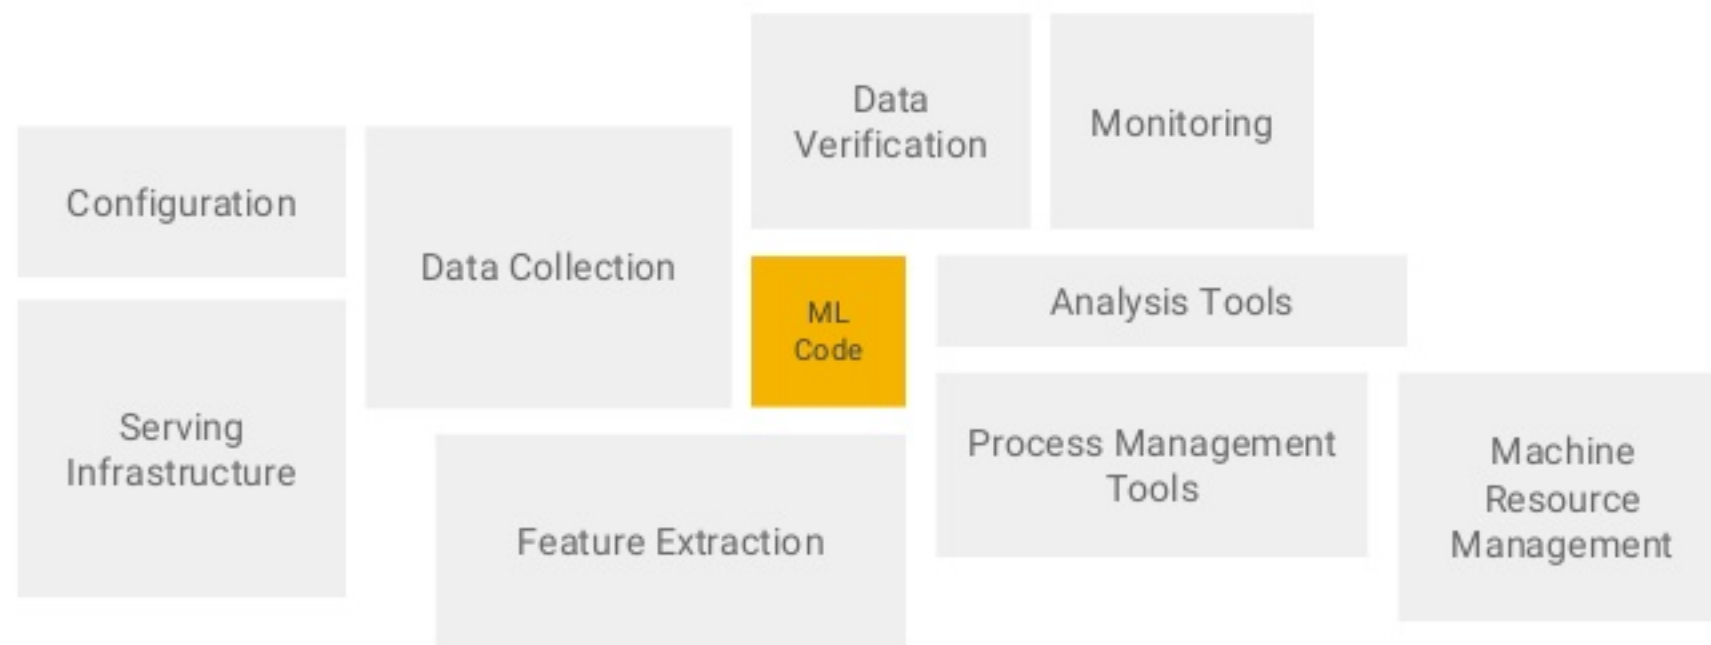 Data
Verification
Monitoring
Configuration
Data Collection
ML
Code
Analysis Tools
Serving
Infrastructure
Feature Extraction
Process Management
Tools
Machine
Resource
Management